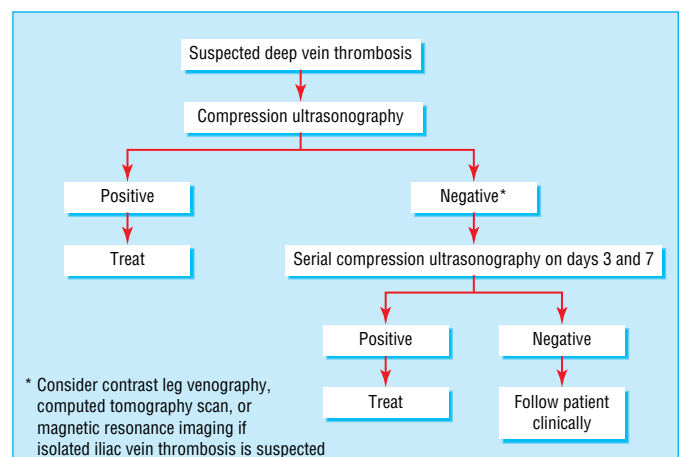 Suspected deep vein thrombosis
Compression ultrasonography
Positive
Negative*
Treat
Serial compression ultrasonography on days 3 and 7
Positive
Negative
Treat
Follow patient
clinically
* Consider contrast leg venography,
computed tomography scan, or
magnetic resonance imaging if
isolated iliac vein thrombosis is suspected